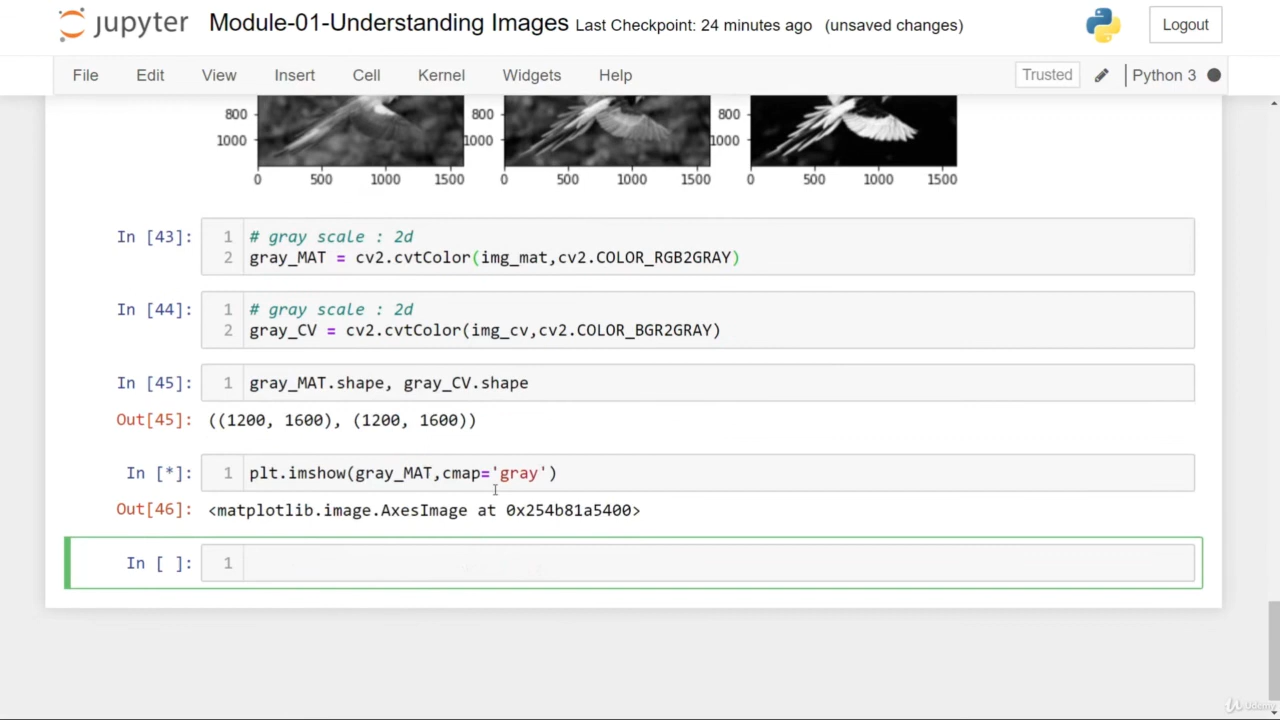 jupyter Module-01-Understanding Images Last Checkpoint: 24 minutes ago (unsaved changes) Logout
File Edit View Insert Cell Kernel Widgets Help Trusted Python 3
800 800 800
1000 1000 1000
0 500 1000 1500 0 500 1000 1500 0 500 1000 1500
In [43]: 1 # gray scale : 2d
2 gray_MAT = cv2.cvtColor(img_mat,cv2.COLOR_RGB2GRAY)
In [44]: 1 # gray scale : 2d
2 gray_CV = cv2.cvtColor(img_cv,cv2.COLOR_BGR2GRAY)
In [45]: 1 gray_MAT.shape, gray_CV.shape
Out[45]: ((1200, 1600), (1200, 1600))
In [*]: 1 plt.imshow(gray_MAT,cmap='gray')
Out[46]: <matplotlib.image.AxesImage at 0x254b81a5400>
In [ ]: 1
Udemy